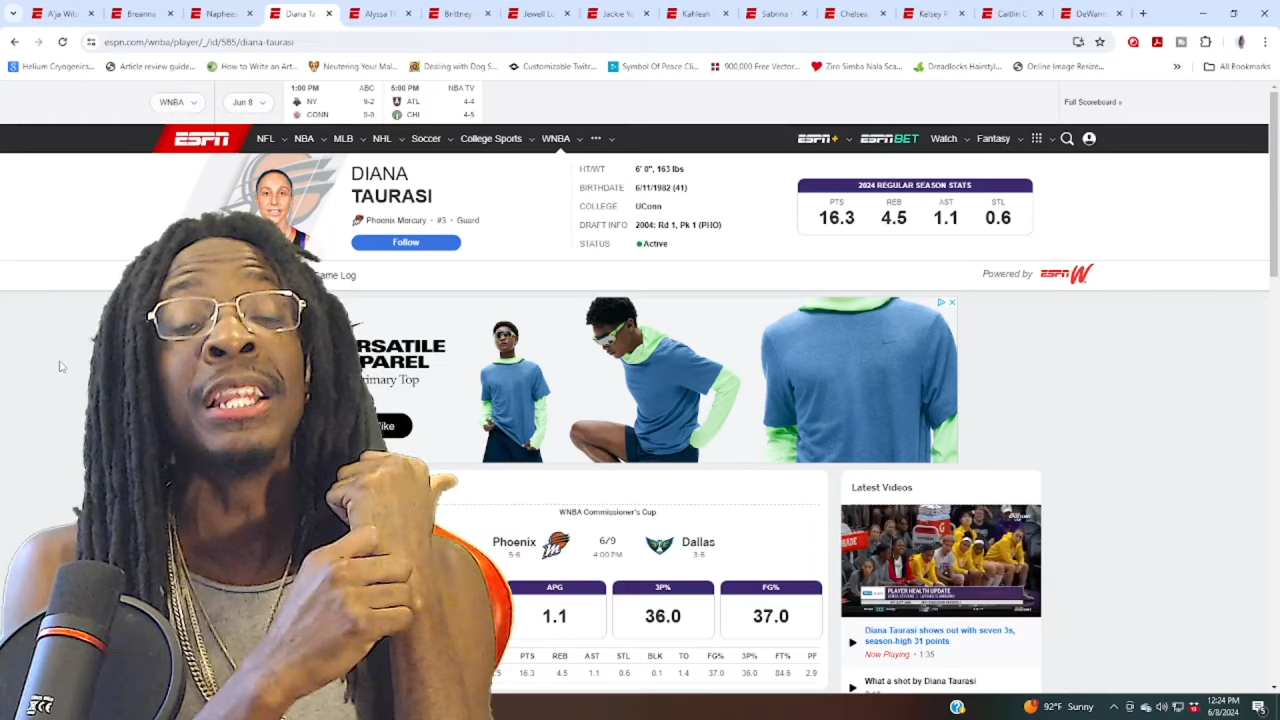 A'ja Wils
Diana Ta
Alyssa T
Brittney
Jewell Lo
Jackie Y
Kahleah
Sabrina
Chelsea
Kelsey P
Caitlin C
DeWann
espn.com/wnba/player/_/id/585/diana-taurasi
Helium Cryogenics...
Article review guide...
How to Write an Art...
Neutering Your Mal...
Dealing with Dog S...
Customizable Twitc...
Symbol Of Peace Cli...
900,000 Free Vector...
Ziro Simba Nala Sca...
Dreadlocks Hairstyl...
Online Image Resize...
»
All Bookmarks
WNBA
Jun 8
1:00 PM ABC
NY 9-2
CONN 9-0
5:00 PM NBA TV
ATL 4-4
CHI 4-5
Full Scoreboard »
ESPN NFL NBA MLB NHL Soccer College Sports WNBA ... ESPN+ ESPN BET Watch Fantasy
DIANA
TAURASI
Phoenix Mercury • #3 • Guard
Follow
HT/WT 6' 0", 163 lbs
BIRTHDATE 6/11/1982 (41)
COLLEGE UConn
DRAFT INFO 2004: Rd 1, Pk 1 (PHO)
STATUS Active
2024 REGULAR SEASON STATS
PTS REB AST STL
16.3 4.5 1.1 0.6
Game Log
Powered by ESPN W
RSATILE
PAREL
rimary Top
ike
WNBA Commissioner's Cup
Phoenix 6/9 Dallas
5-6 4:00 PM 3-6
APG 3P% FG%
1.1 36.0 37.0
PTS REB AST STL BLK TO FG% 3P% FT% PF
16.3 4.5 1.1 0.6 0.1 1.4 37.0 36.0 84.6 2.9
Latest Videos
PLAYER HEALTH UPDATE
Diana Taurasi shows out with seven 3s,
season-high 31 points
Now Playing • 1:35
What a shot by Diana Taurasi
92°F Sunny
12:24 PM
6/8/2024